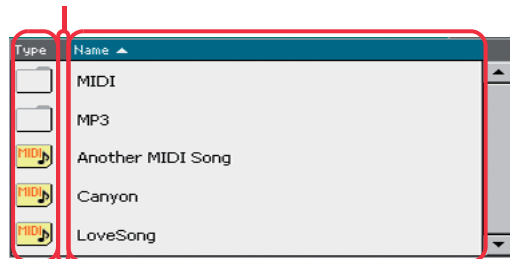 Type Name
MIDI
MP3
MIDI Another MIDI Song
MIDI Canyon
MIDI LoveSong